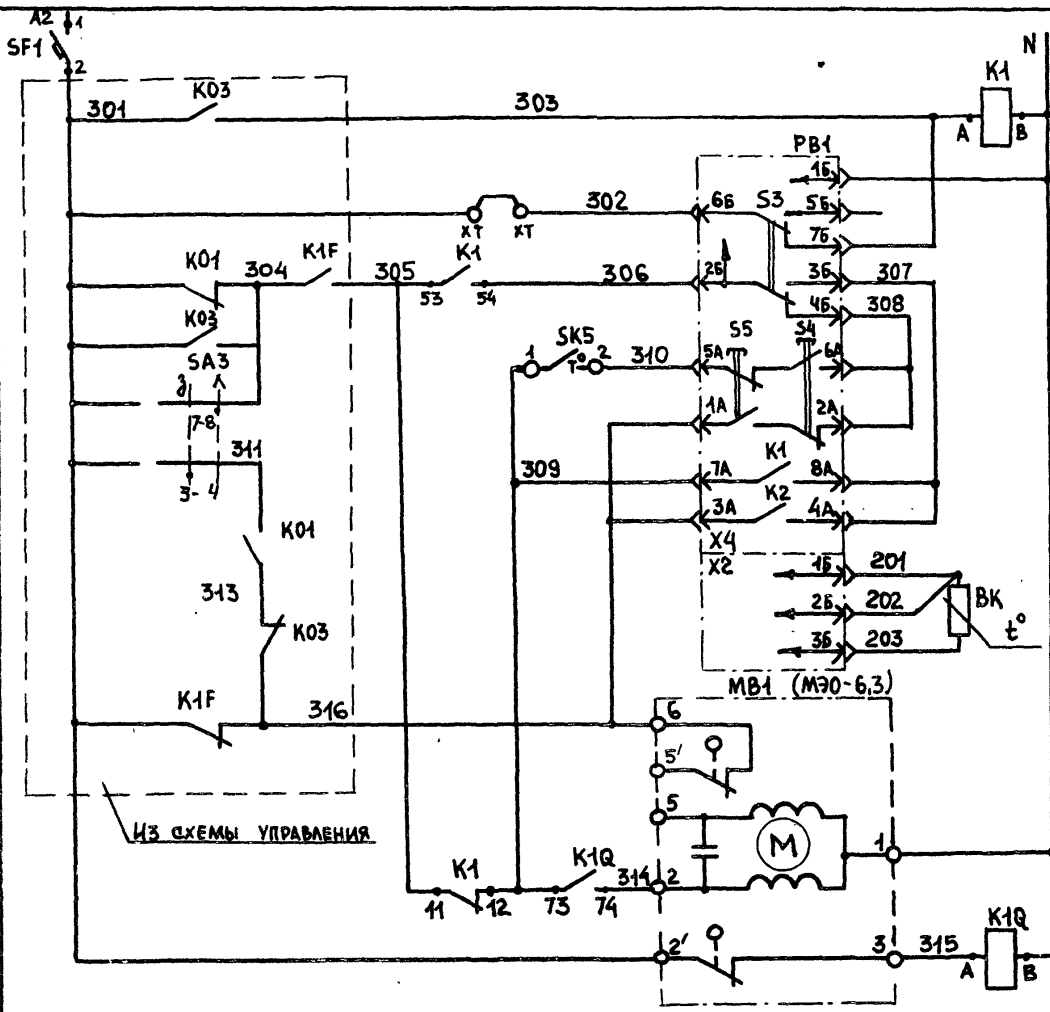 A2 1
SF1
2
N
K1
301 K03 303
A B
PB1
1Б
6Б S3 5Б
302
XT XT
7Б
K01 304 K1F 305 K1 306
53 54
2Б 3Б 307
4Б 308
K03
SA3
SK5
1 T° 2 310
S5 S4
5A 6A
1A 2A
7-8
311
3-4
309
7A K1 8A
3A K2 4A
X4
X2
K01
313
K03
1Б 201
2Б 202 BK
3Б 203 t°
K1F 316
MB1 (МЭО-6,3)
6
5'
5
M
ИЗ СХЕМЫ УПРАВЛЕНИЯ
K1 K1Q 314 2 1
11 12 73 74
2' 3 315 K1Q
A B